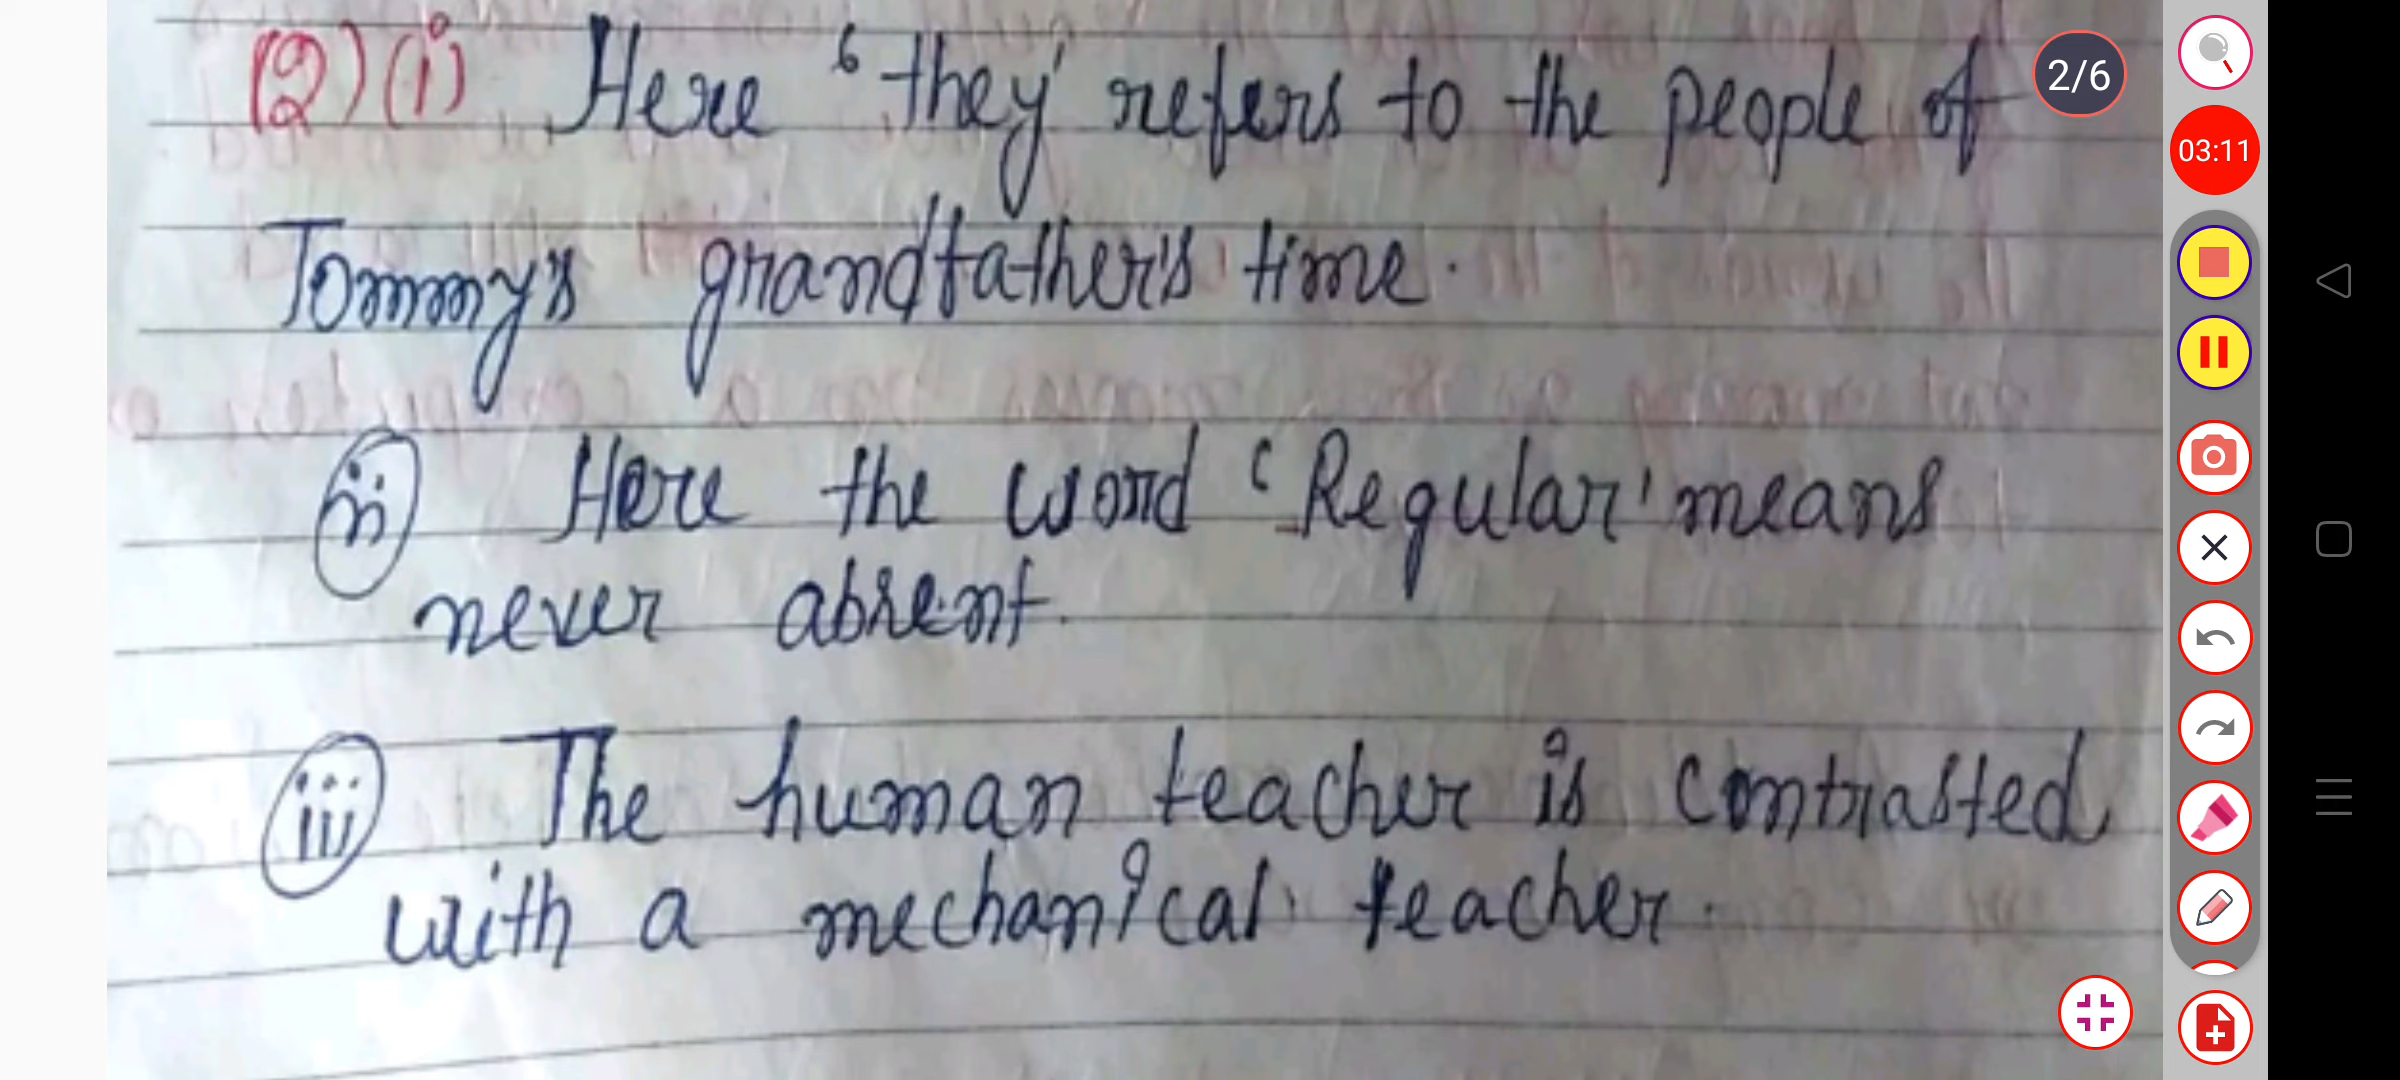 (2) (i) Here 'they' refers to the people of
Tommy's grandfather's time.
(ii) Here the word 'Regular' means
never absent.
(iii) The human teacher is contrasted
with a mechanical teacher.
2/6
03:11